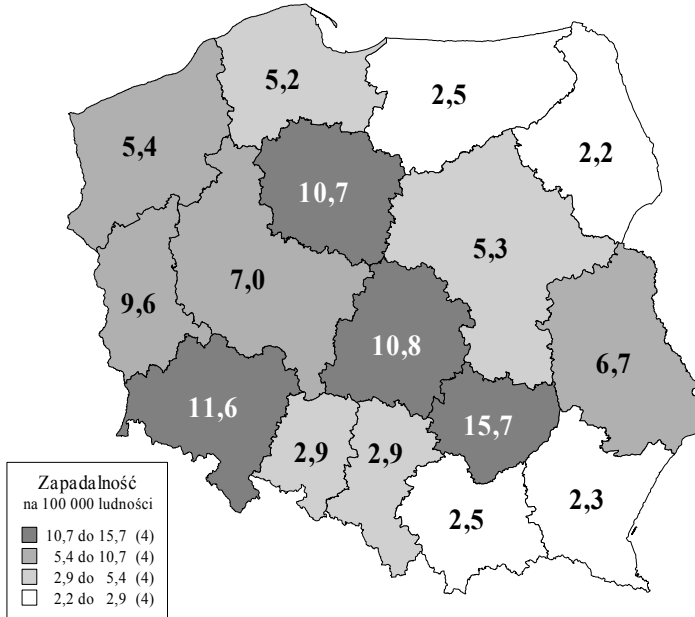 5,2
2,5
5,4
2,2
10,7
5,3
7,0
9,6
10,8
6,7
11,6
15,7
2,9
2,9
2,3
2,5
Zapadalność
na 100 000 ludności
10,7 do 15,7 (4)
5,4 do 10,7 (4)
2,9 do 5,4 (4)
2,2 do 2,9 (4)